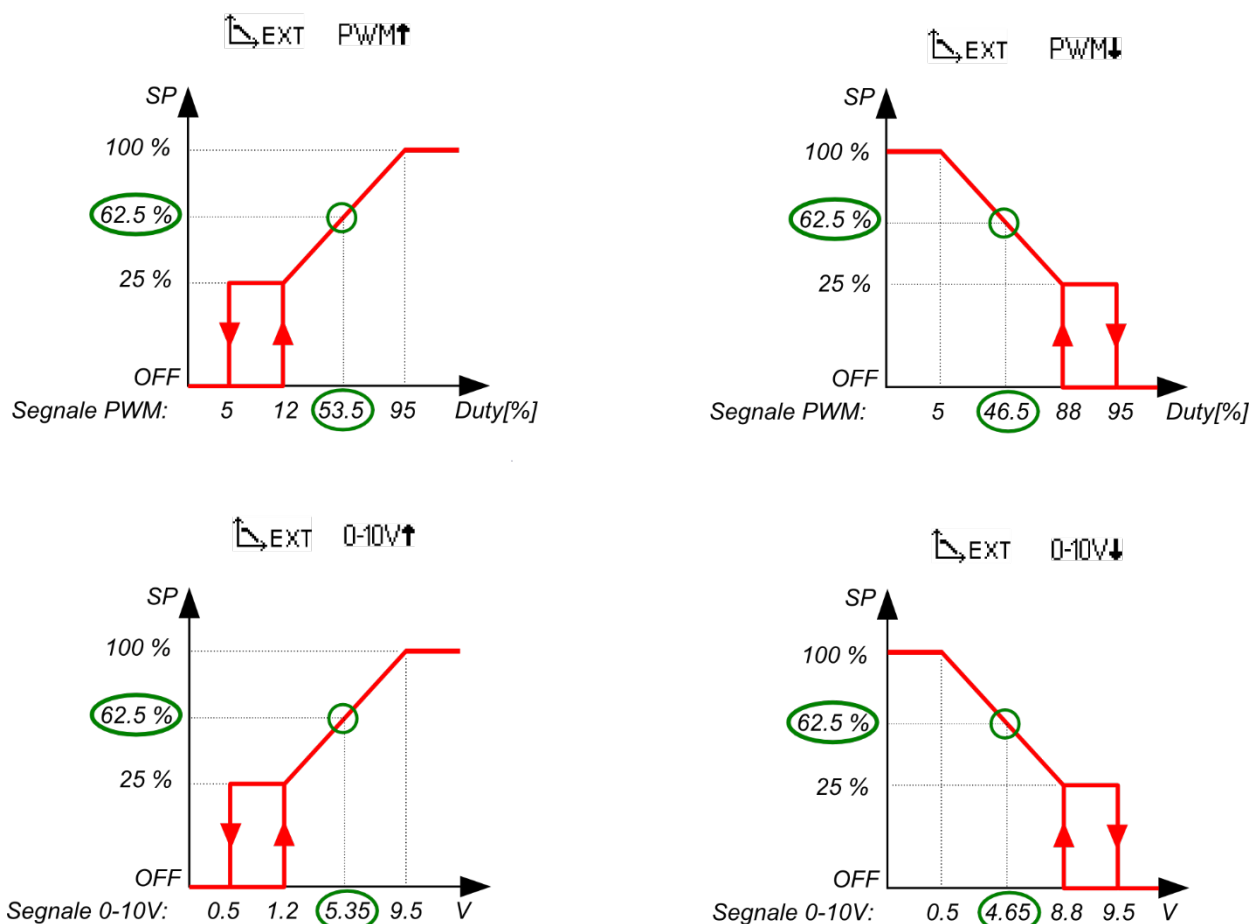 EXT PWM⬆
SP
100 %
62.5 %
25 %
OFF
Segnale PWM: 5 12 53.5 95 Duty[%]
EXT PWM⬇
SP
100 %
62.5 %
25 %
OFF
Segnale PWM: 5 46.5 88 95 Duty[%]
EXT 0-10V⬆
SP
100 %
62.5 %
25 %
OFF
Segnale 0-10V: 0.5 1.2 5.35 9.5 V
EXT 0-10V⬇
SP
100 %
62.5 %
25 %
OFF
Segnale 0-10V: 0.5 4.65 8.8 9.5 V